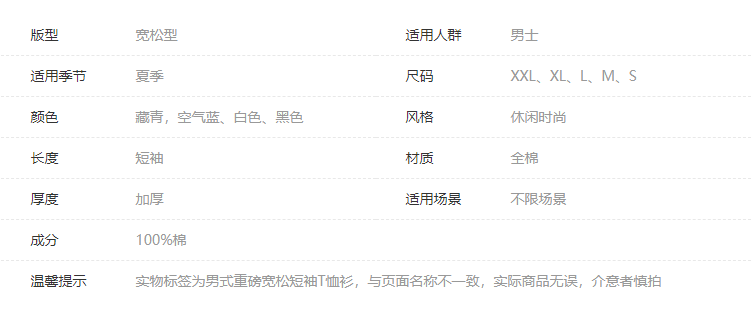 版型 宽松型 适用人群 男士
适用季节 夏季 尺码 XXL、XL、L、M、S
颜色 藏青，空气蓝、白色、黑色 风格 休闲时尚
长度 短袖 材质 全棉
厚度 加厚 适用场景 不限场景
成分 100%棉
温馨提示 实物标签为男式重磅宽松短袖T恤衫，与页面名称不一致，实际商品无误，介意者慎拍